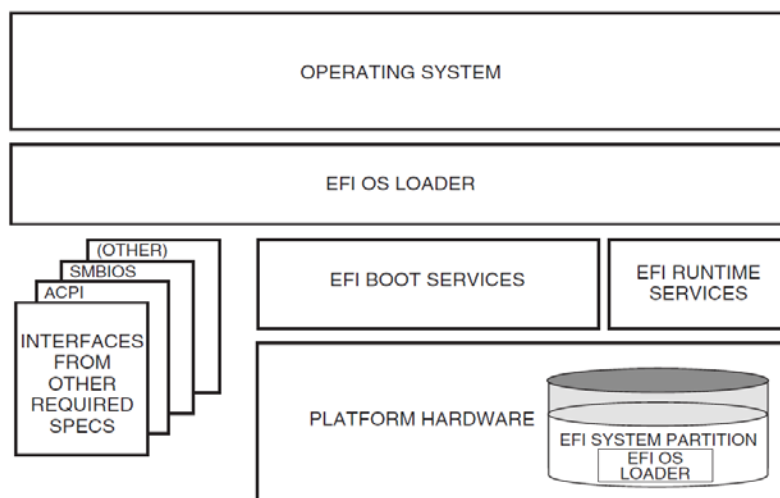 OPERATING SYSTEM
EFI OS LOADER
(OTHER)
SMBIOS
ACPI
INTERFACES
FROM
OTHER
REQUIRED
SPECS
EFI BOOT SERVICES
EFI RUNTIME
SERVICES
PLATFORM HARDWARE
EFI SYSTEM PARTITION
EFI OS
LOADER